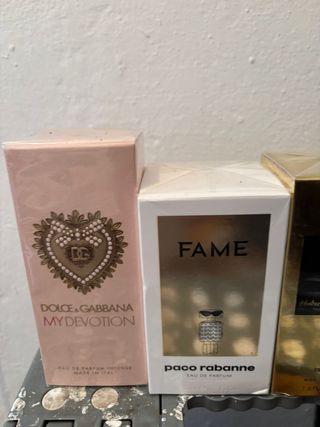 DG
DOLCE & GABBANA
MY DEVOTION
EAU DE PARFUM INTENSE
MADE IN ITALY
FAME
paco rabanne
EAU DE PARFUM